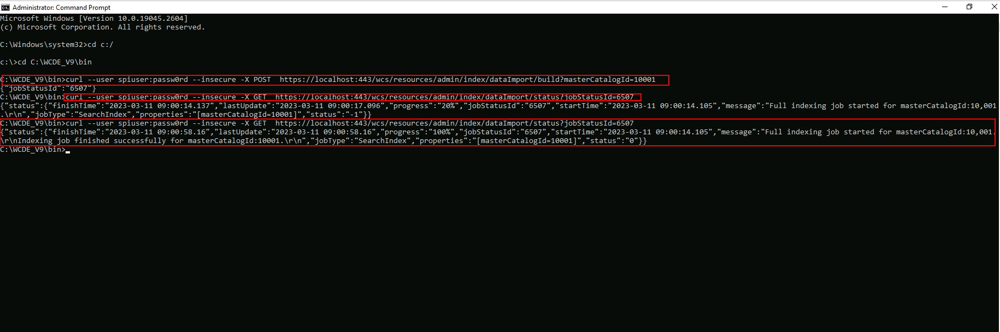 Administrator: Command Prompt
Microsoft Windows [Version 10.0.19045.2604]
(c) Microsoft Corporation. All rights reserved.
C:\Windows\system32>cd c:/
c:\>cd C:\WCDE_V9\bin
C:\WCDE_V9\bin>curl --user spiuser:passw0rd --insecure -X POST  https://localhost:443/wcs/resources/admin/index/dataImport/build?masterCatalogId=10001
{"jobStatusId":"6507"}
C:\WCDE_V9\bin>curl --user spiuser:passw0rd --insecure -X GET  https://localhost:443/wcs/resources/admin/index/dataImport/status?jobStatusId=6507
{"status":{"finishTime":"2023-03-11 09:00:14.137","lastUpdate":"2023-03-11 09:00:17.096","progress":"20%","jobStatusId":"6507","startTime":"2023-03-11 09:00:14.105","message":"Full indexing job started for masterCatalogId:10,001
.\r\n","jobType":"SearchIndex","properties":"[masterCatalogId=10001]","status":"-1"}}
C:\WCDE_V9\bin>curl --user spiuser:passw0rd --insecure -X GET  https://localhost:443/wcs/resources/admin/index/dataImport/status?jobStatusId=6507
{"status":{"finishTime":"2023-03-11 09:00:58.16","lastUpdate":"2023-03-11 09:00:58.16","progress":"100%","jobStatusId":"6507","startTime":"2023-03-11 09:00:14.105","message":"Full indexing job started for masterCatalogId:10,001.
\r\nIndexing job finished successfully for masterCatalogId:10001.\r\n","jobType":"SearchIndex","properties":"[masterCatalogId=10001]","status":"0"}}
C:\WCDE_V9\bin>